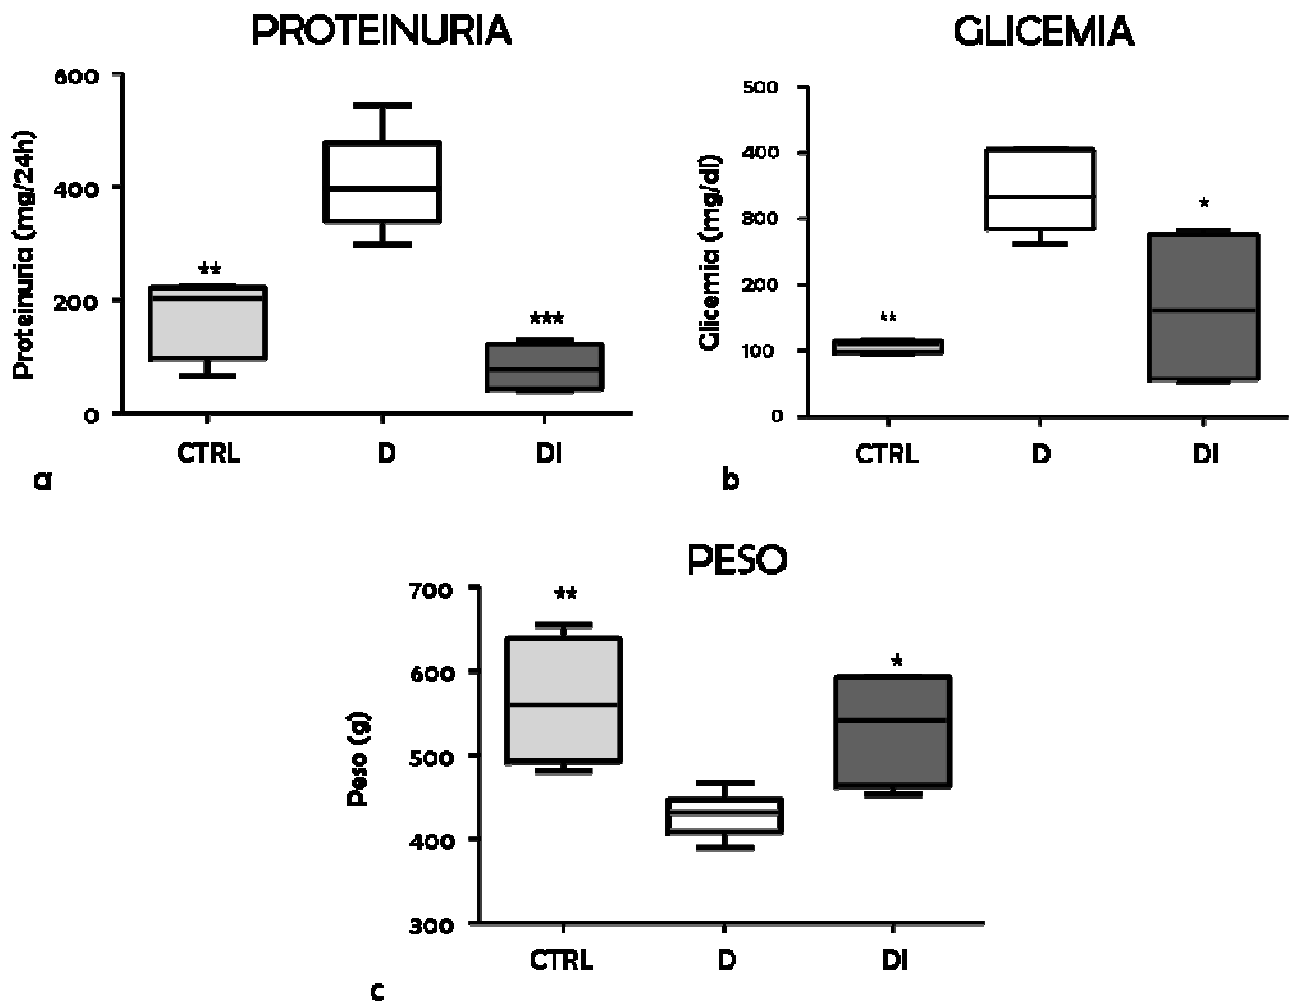 PROTEINURIA
Proteinuria (mg/24h)
600
400
200
0
**
***
CTRL D DI
a
GLICEMIA
Glicemia (mg/dl)
500
400
300
200
100
0
**
*
CTRL D DI
b
PESO
Peso (g)
700
600
500
400
300
**
*
CTRL D DI
c